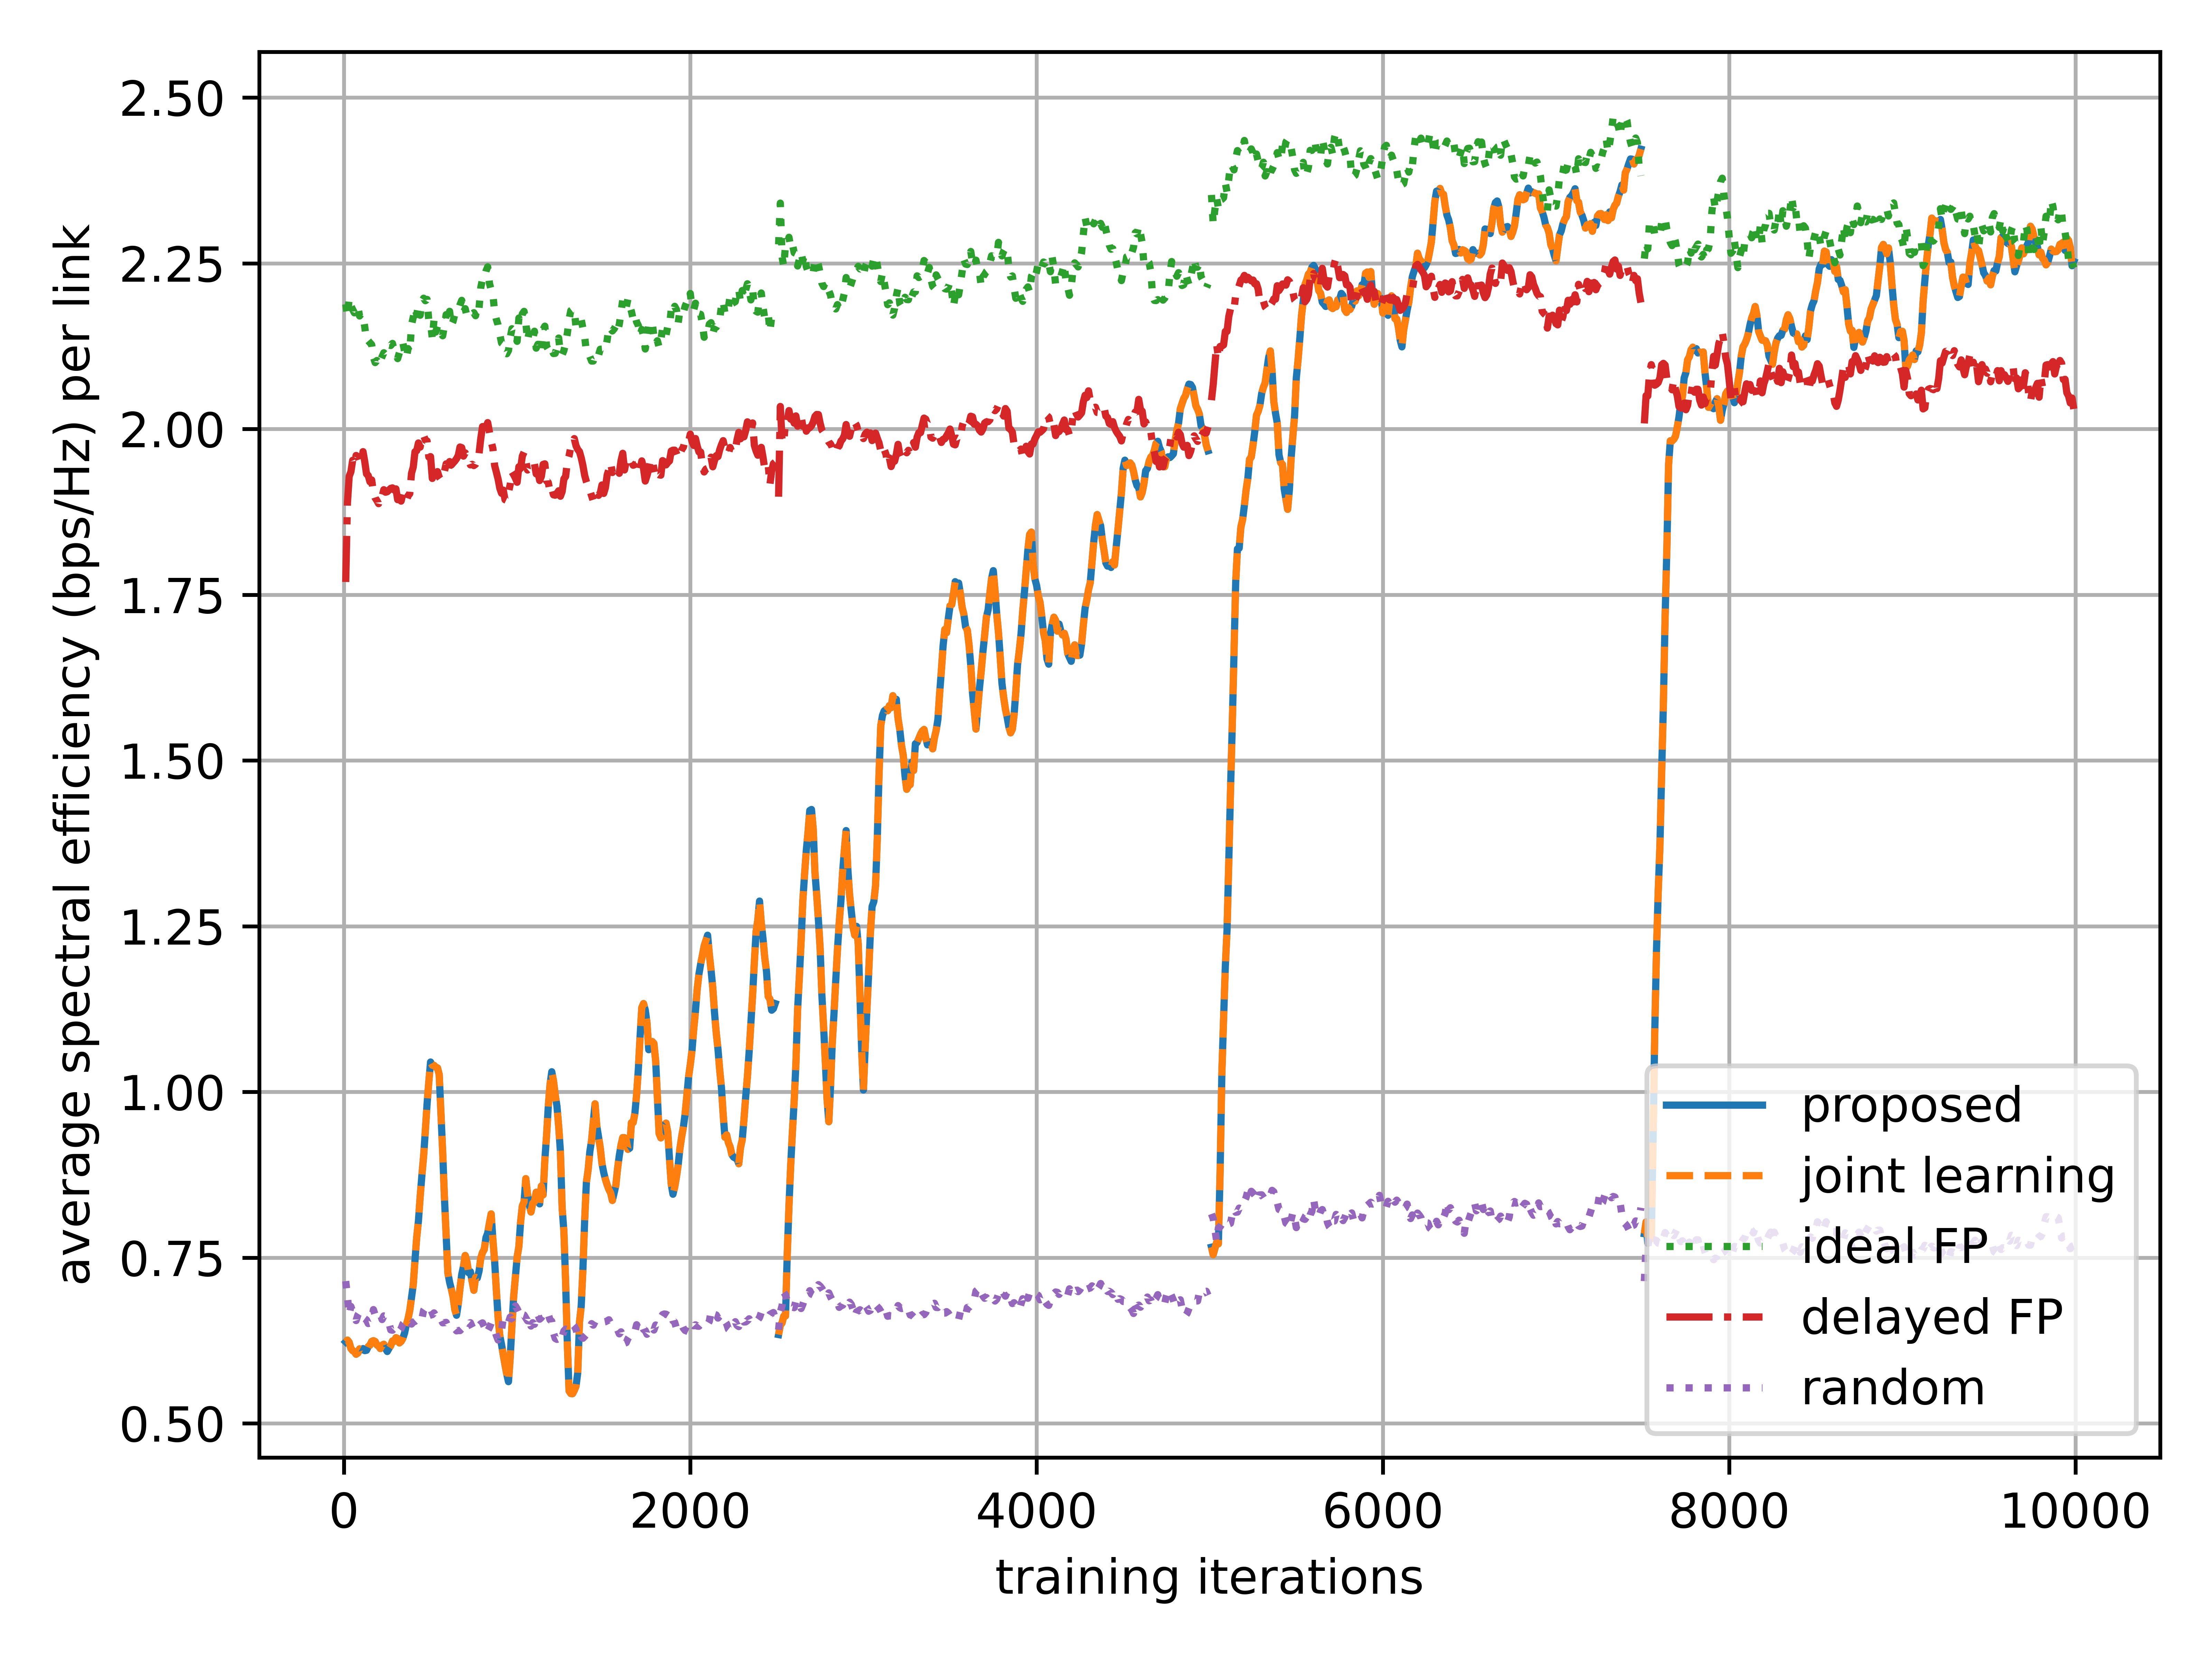 average spectral efficiency (bps/Hz) per link
2.50
2.25
2.00
1.75
1.50
1.25
1.00
0.75
0.50
proposed
joint learning
ideal FP
delayed FP
random
0 2000 4000 6000 8000 10000
training iterations